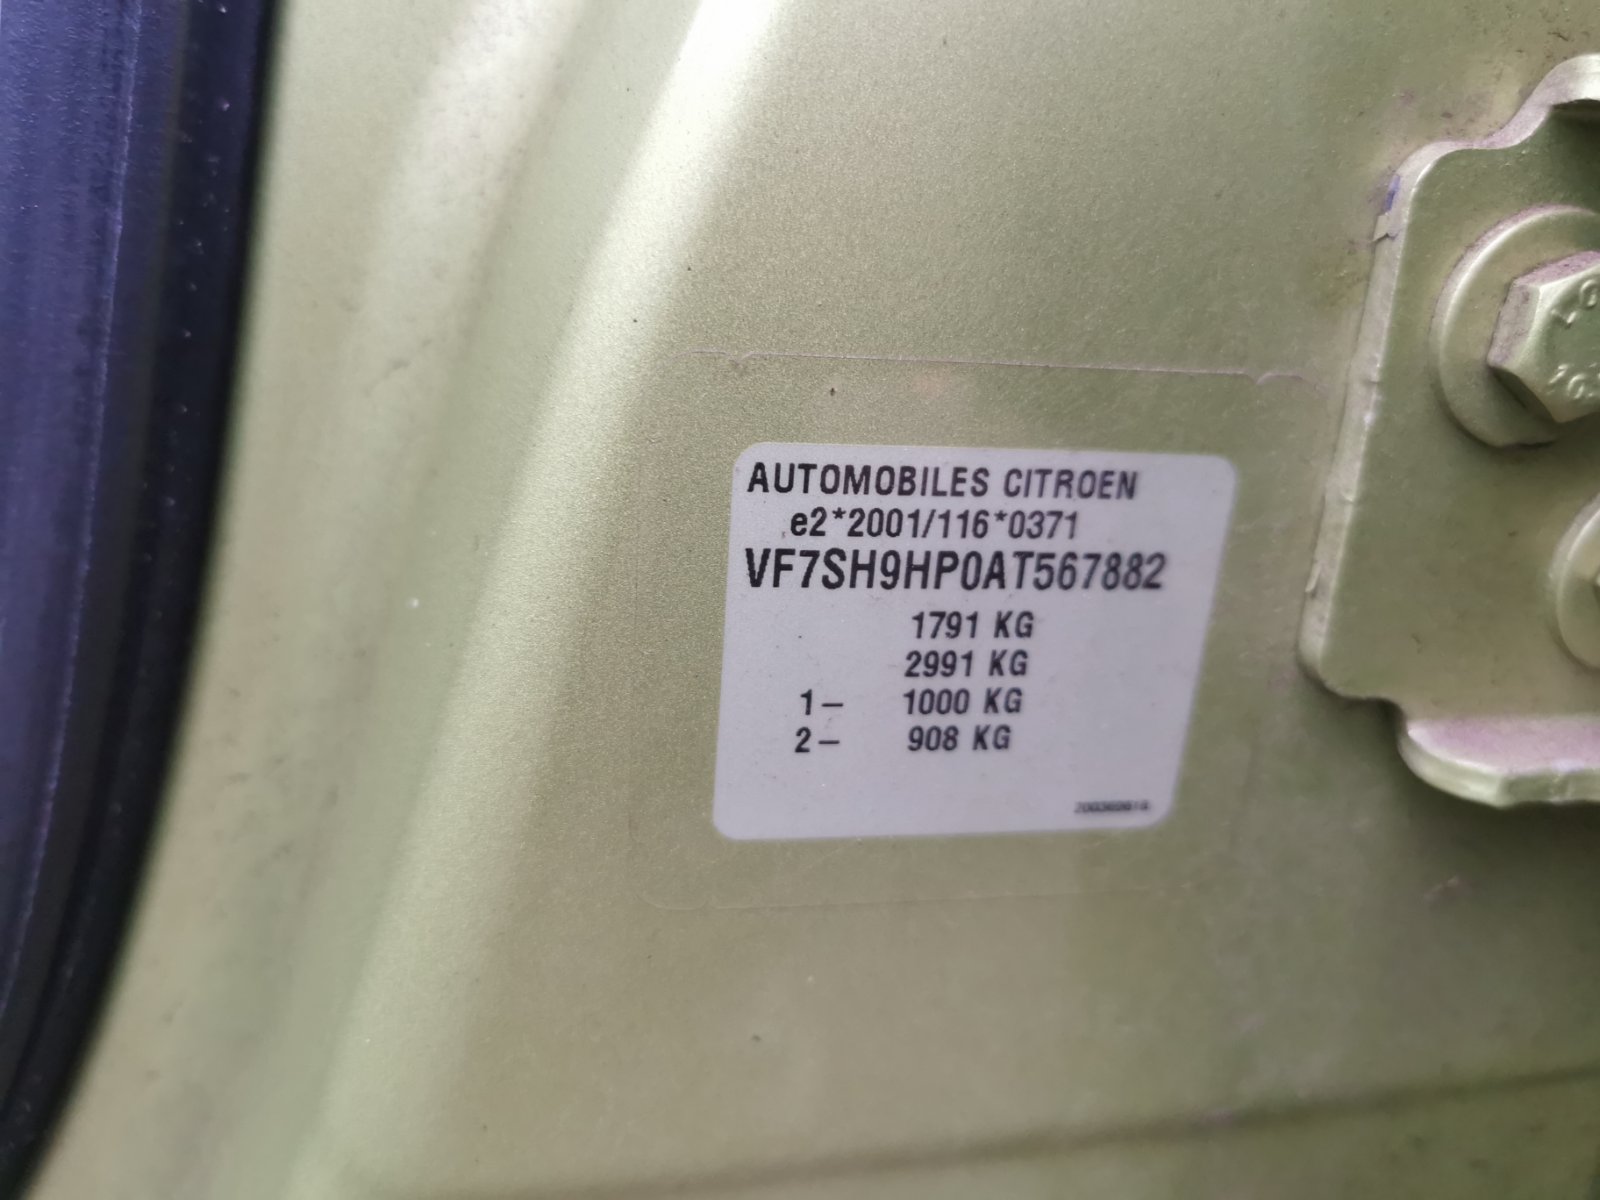 AUTOMOBILES CITROEN
e2*2001/116*0371
VF7SH9HP0AT567882
1791 KG
2991 KG
1– 1000 KG
2– 908 KG